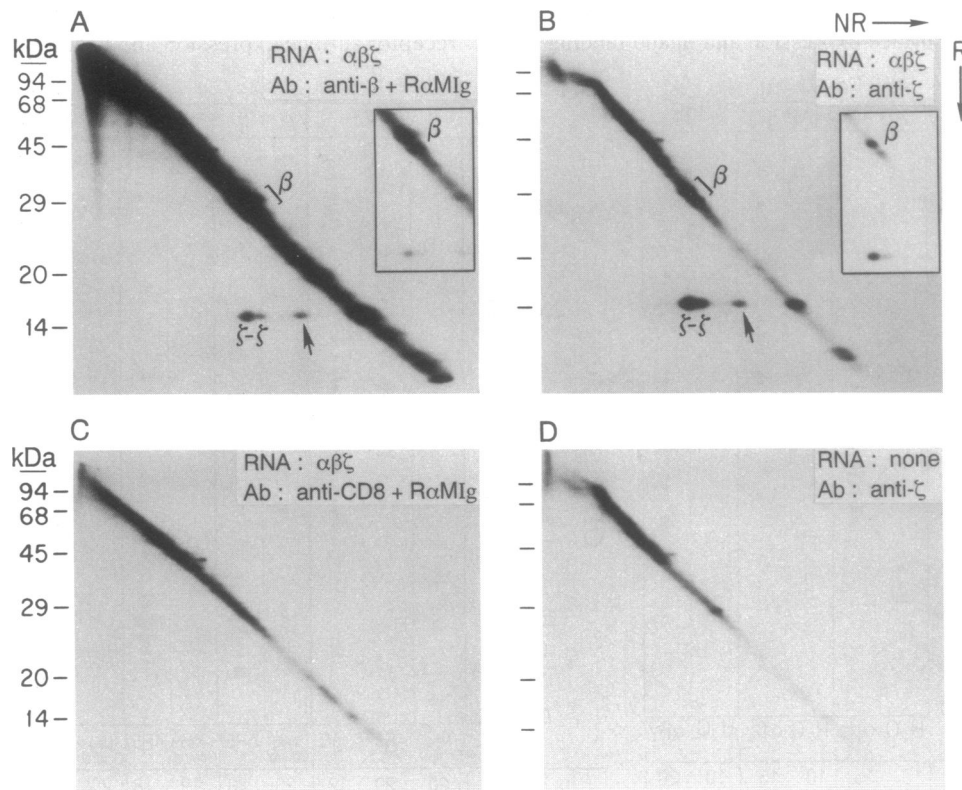 A
kDa
94
68
45
29
20
14
RNA : αβζ
Ab : anti-β + RαMIg
β
β
ζ-ζ
B
NR
R
RNA : αβζ
Ab : anti-ζ
β
β
ζ-ζ
C
kDa
94
68
45
29
20
14
RNA : αβζ
Ab : anti-CD8 + RαMIg
D
RNA : none
Ab : anti-ζ